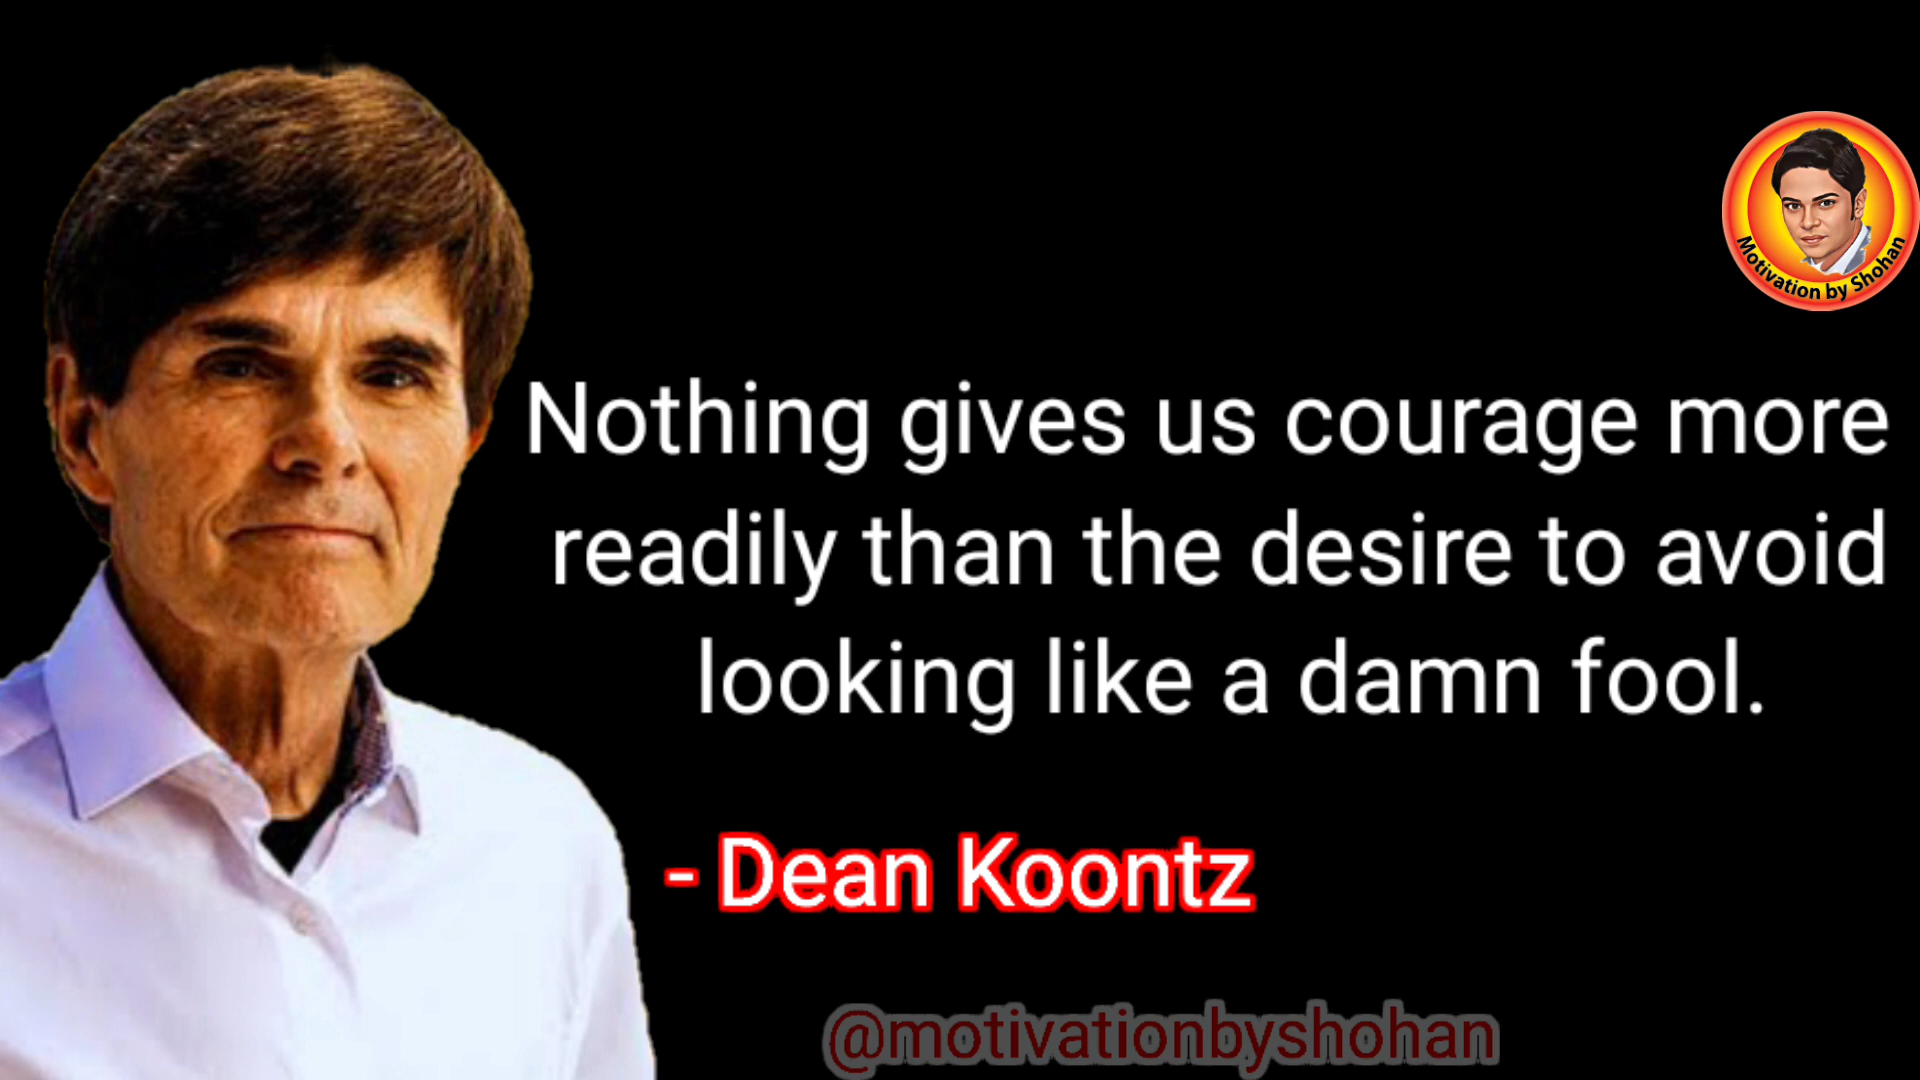 Motivation by Shohan
Nothing gives us courage more
readily than the desire to avoid
looking like a damn fool.
- Dean Koontz
@motivationbyshohan